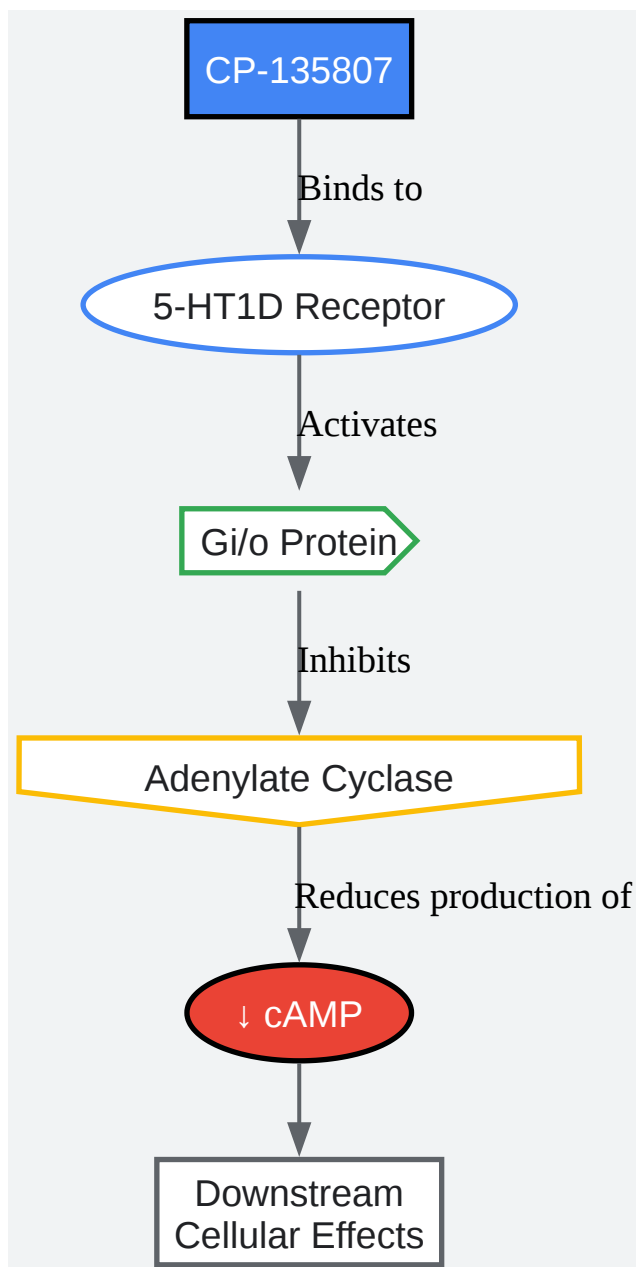 CP-135807
Binds to
5-HT1D Receptor
Activates
Gi/o Protein
Inhibits
Adenylate Cyclase
Reduces production of
↓ cAMP
Downstream
Cellular Effects